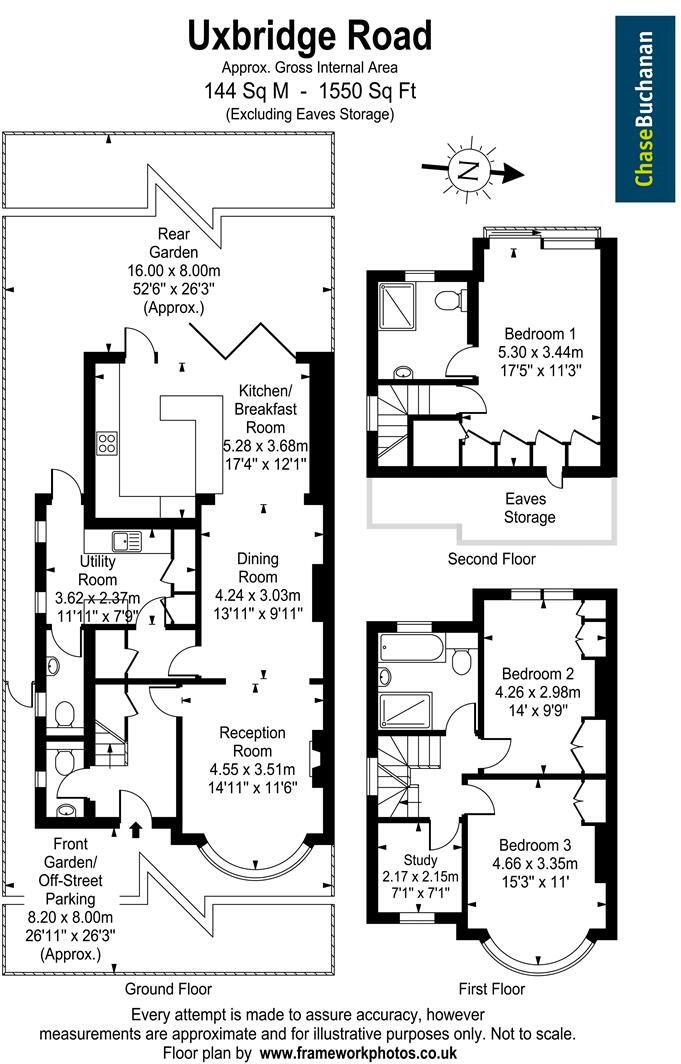 Uxbridge Road
Approx. Gross Internal Area
144 Sq M - 1550 Sq Ft
(Excluding Eaves Storage)
ChaseBuchanan
N
Rear
Garden
16.00 x 8.00m
52'6" x 26'3"
(Approx.)
Kitchen/
Breakfast
Room
5.28 x 3.68m
17'4" x 12'1"
Utility
Room
3.62 x 2.37m
11'11" x 7'9"
Dining
Room
4.24 x 3.03m
13'11" x 9'11"
Reception
Room
4.55 x 3.51m
14'11" x 11'6"
Front
Garden/
Off-Street
Parking
8.20 x 8.00m
26'11" x 26'3"
(Approx.)
Ground Floor
Bedroom 1
5.30 x 3.44m
17'5" x 11'3"
Eaves
Storage
Second Floor
Bedroom 2
4.26 x 2.98m
14' x 9'9"
Study
2.17 x 2.15m
7'1" x 7'1"
Bedroom 3
4.66 x 3.35m
15'3" x 11'
First Floor
Every attempt is made to assure accuracy, however
measurements are approximate and for illustrative purposes only. Not to scale.
Floor plan by www.frameworkphotos.co.uk